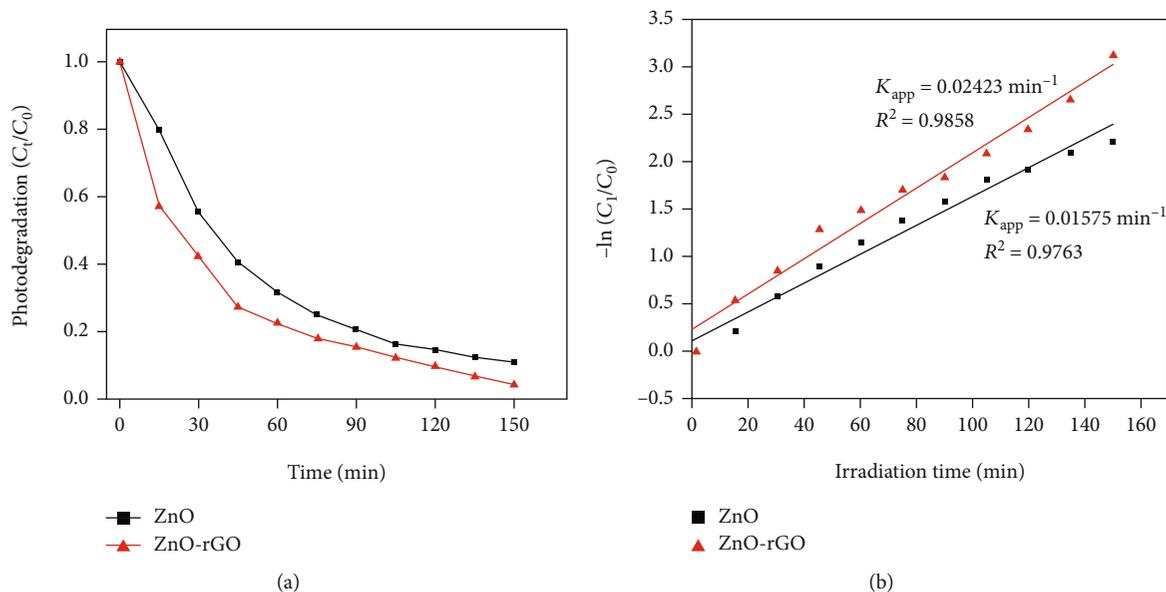 Photodegradation (Ct/C0)
1.0
0.8
0.6
0.4
0.2
0.0
0
30
60
90
120
150
Time (min)
ZnO
ZnO-rGO
(a)
−ln (C1/C0)
3.5
3.0
2.5
2.0
1.5
1.0
0.5
0.0
−0.5
Kapp = 0.02423 min−1
R2 = 0.9858
Kapp = 0.01575 min−1
R2 = 0.9763
0
20
40
60
80
100
120
140
160
Irradiation time (min)
ZnO
ZnO-rGO
(b)